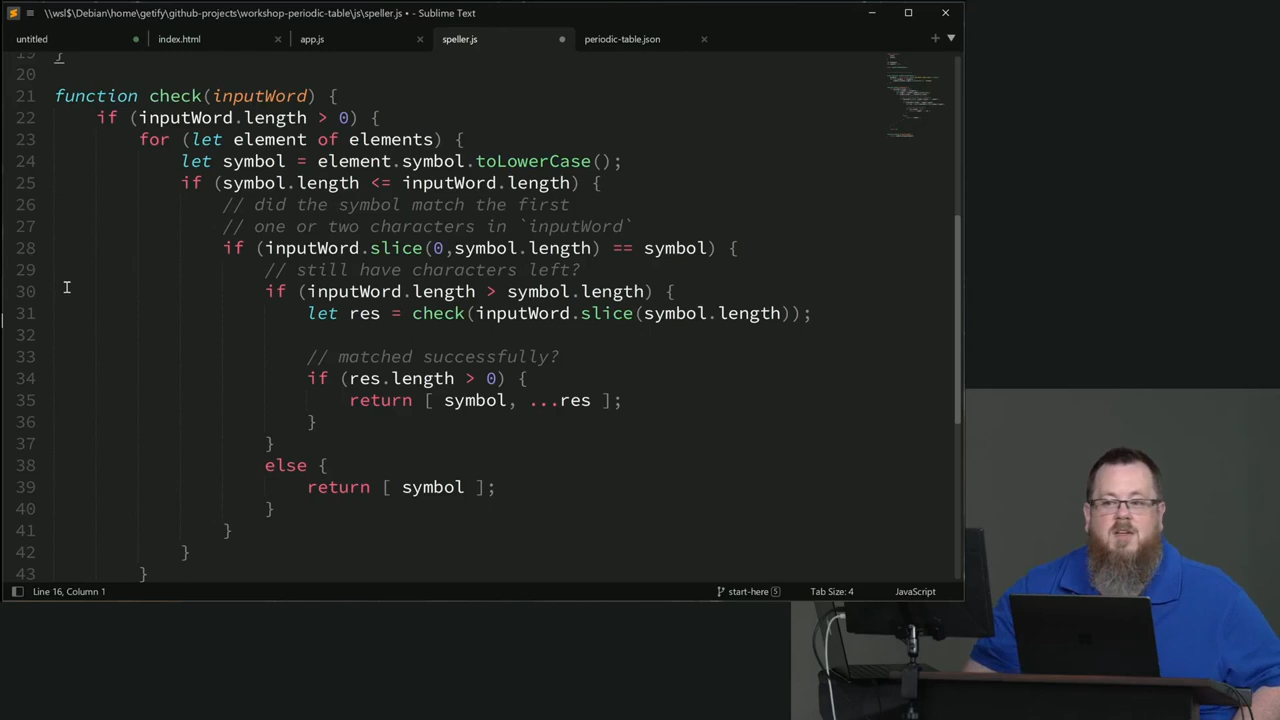 \\wsl$\Debian\home\getify\github-projects\workshop-periodic-table\js\speller.js • - Sublime Text
untitled
index.html
app.js
speller.js
periodic-table.json
19 }
20
21 function check(inputWord) {
22 if (inputWord.length > 0) {
23 for (let element of elements) {
24 let symbol = element.symbol.toLowerCase();
25 if (symbol.length <= inputWord.length) {
26 // did the symbol match the first
27 // one or two characters in `inputWord`
28 if (inputWord.slice(0,symbol.length) == symbol) {
29 // still have characters left?
30 if (inputWord.length > symbol.length) {
31 let res = check(inputWord.slice(symbol.length));
32
33 // matched successfully?
34 if (res.length > 0) {
35 return [ symbol, ...res ];
36 }
37 }
38 else {
39 return [ symbol ];
40 }
41 }
42 }
43 }
Line 16, Column 1
start-here 5
Tab Size: 4
JavaScript